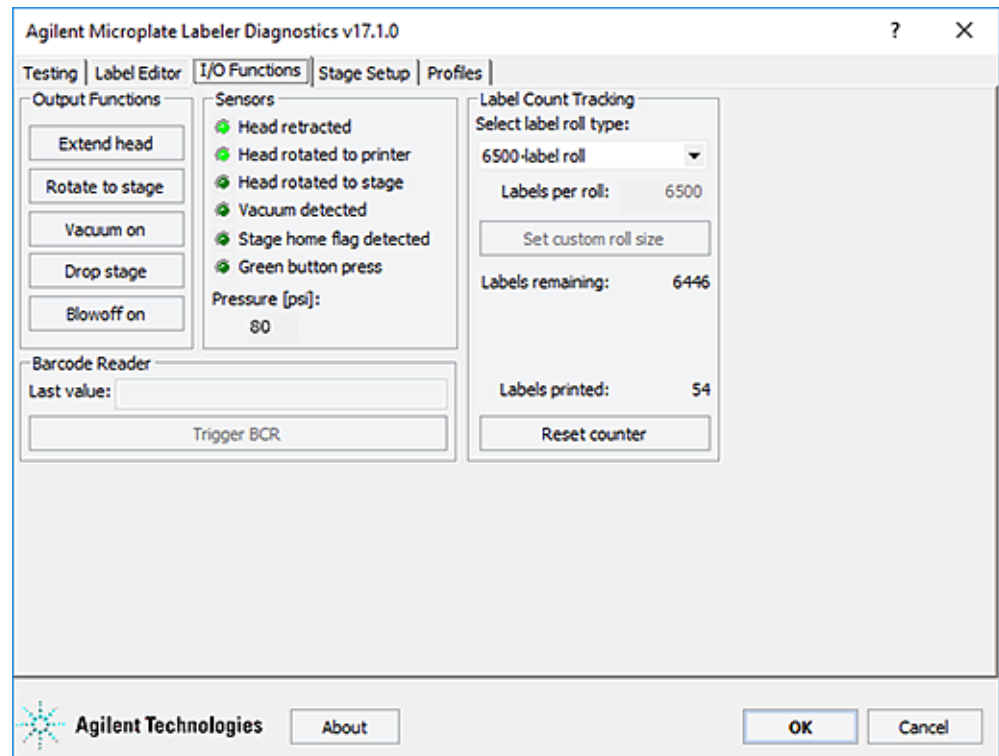 Agilent Microplate Labeler Diagnostics v17.1.0
?
Testing
Label Editor
I/O Functions
Stage Setup
Profiles
Output Functions
Extend head
Rotate to stage
Vacuum on
Drop stage
Blowoff on
Sensors
Head retracted
Head rotated to printer
Head rotated to stage
Vacuum detected
Stage home flag detected
Green button press
Pressure [psi]:
80
Label Count Tracking
Select label roll type:
6500-label roll
Labels per roll: 6500
Set custom roll size
Labels remaining: 6446
Labels printed: 54
Reset counter
Barcode Reader
Last value:
Trigger BCR
Agilent Technologies
About
OK
Cancel